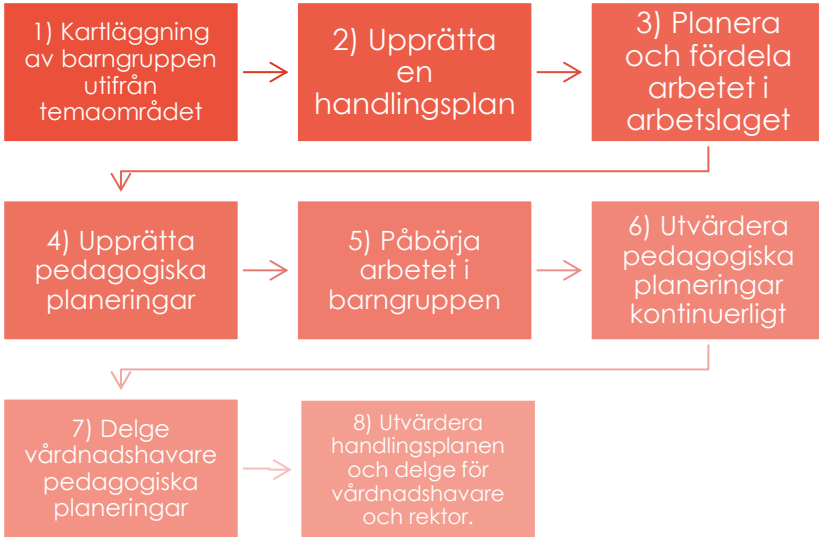 1) Kartläggning
av barngruppen
utifrån
temaområdet
2) Upprätta
en
handlingsplan
3) Planera
och fördela
arbetet i
arbetslaget
4) Upprätta
pedagogiska
planeringar
5) Påbörja
arbetet i
barngruppen
6) Utvärdera
pedagogiska
planeringar
kontinuerligt
7) Delge
vårdnadshavare
pedagogiska
planeringar
8) Utvärdera
handlingsplanen
och delge för
vårdnadshavare
och rektor.